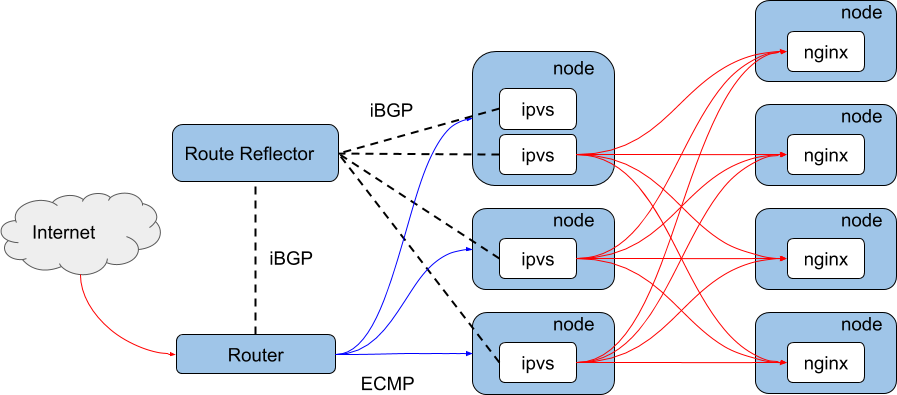 node
nginx
node
ipvs
iBGP
node
ipvs
nginx
Route Reflector
node
node
Internet
ipvs
nginx
iBGP
node
node
Router
ipvs
nginx
ECMP